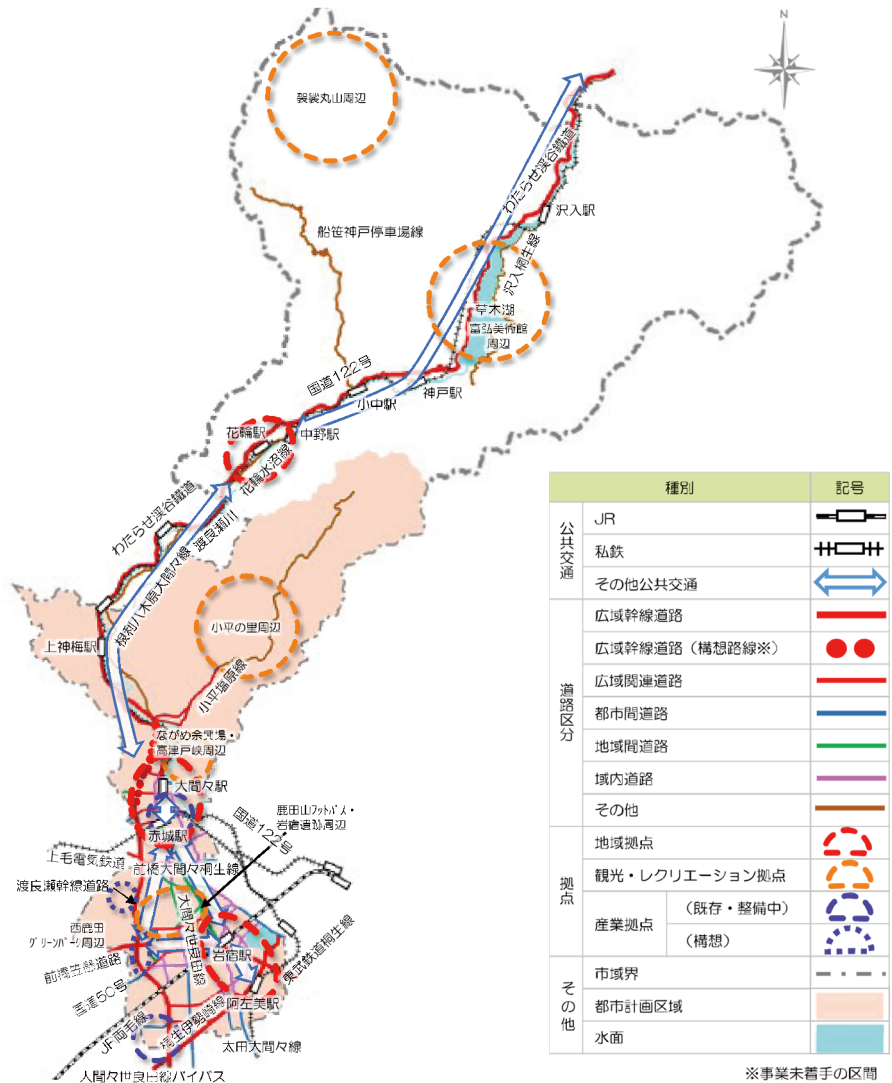 N
袈裟丸山周辺
わたらせ渓谷鐵道
沢入駅
船笹神戸停車場線
沢入桐生線
草木湖
富弘美術館
周辺
国道122号
神戸駅
小中駅
花輪駅
中野駅
花輪水沼線
わたらせ渓谷鐵道
渡良瀬川
根利八木原大間々線
小平の里周辺
上神梅駅
小平塩原線
ながめ余興場・
高津戸峡周辺
大間々駅
鹿田山フットパス・
岩宿遺跡周辺
国道122号
赤城駅
上毛電気鉄道
前橋大間々桐生線
渡良瀬幹線道路
大間々世良田線
西鹿田
グリーンパーク周辺
岩宿駅
東武鉄道桐生線
前橋笠懸道路
国道50号
阿左美駅
桐生伊勢崎線
JR両毛線
太田大間々線
大間々世良田線バイパス
種別 記号
公共交通
JR
私鉄
その他公共交通
道路区分
広域幹線道路
広域幹線道路（構想路線※）
広域関連道路
都市間道路
地域間道路
域内道路
その他
拠点
地域拠点
観光・レクリエーション拠点
産業拠点
（既存・整備中）
（構想）
その他
市域界
都市計画区域
水面
※事業未着手の区間